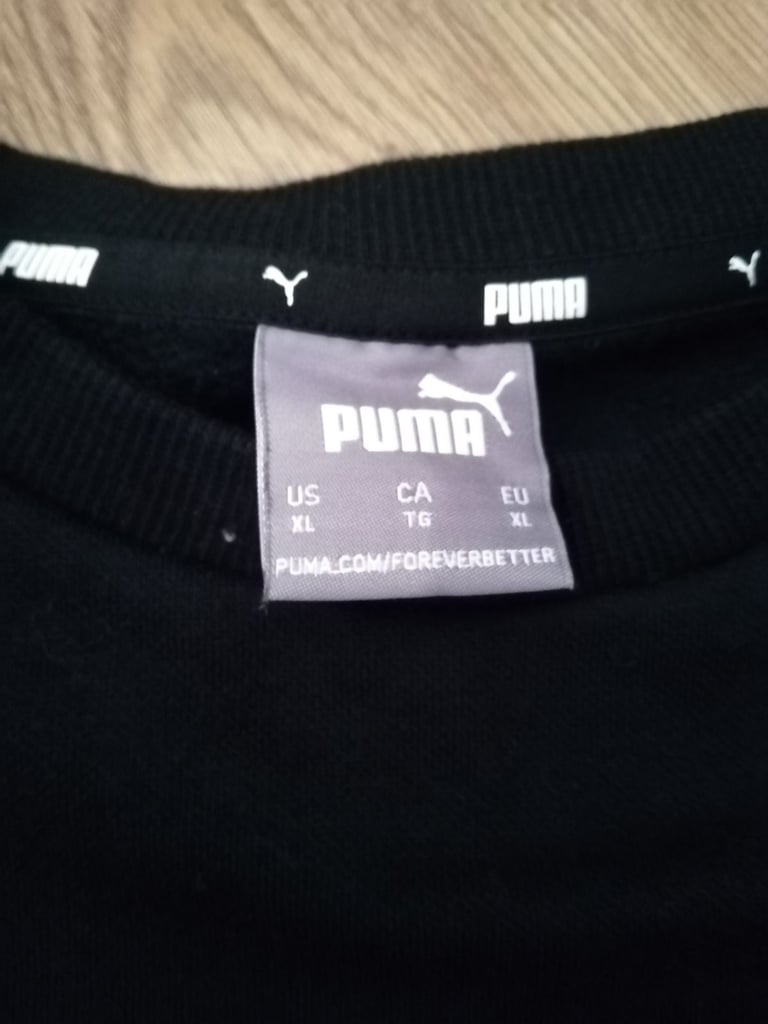 PUMA PUMA
PUMA
US CA EU
XL TG XL
PUMA.COM/FOREVERBETTER